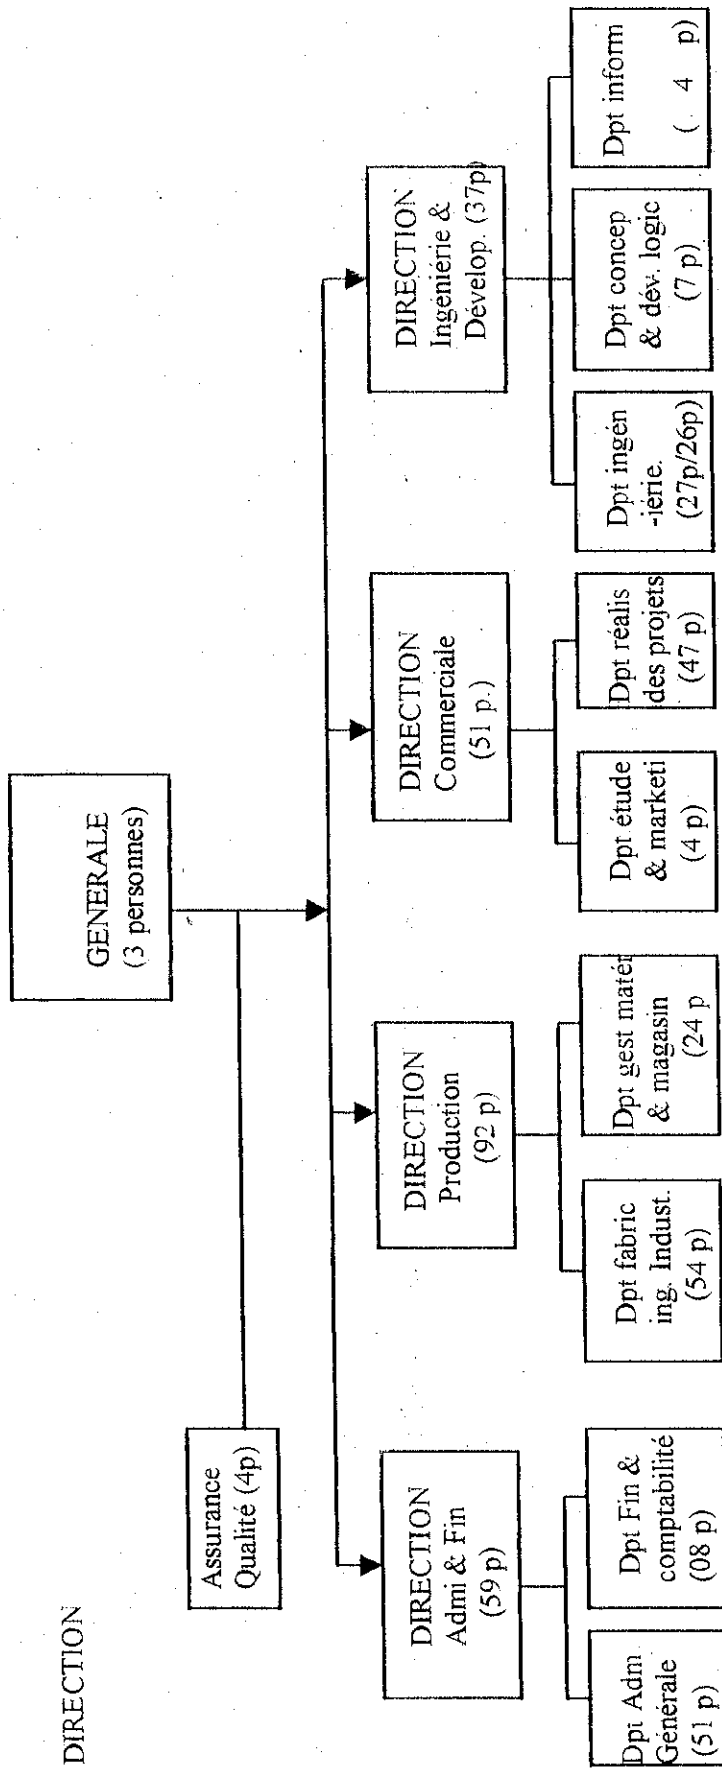 DIRECTION
GENERALE
(3 personnes)
Assurance
Qualité (4p)
DIRECTION
Admi & Fin
(59 p)
DIRECTION
Production
(92 p)
DIRECTION
Commerciale
(51 p.)
DIRECTION
Ingéniérie &
Dévelop. (37p)
Dpt Adm
Générale
(51 p)
Dpt Fin &
comptabilité
(08 p)
Dpt fabric
ing. Indust.
(54 p)
Dpt gest matér
& magasin
(24 p
Dpt étude
& marketi
(4 p)
Dpt réalis
des projets
(47 p)
Dpt ingén
-iérie.
(27p/26p)
Dpt concep
& dév. logic
(7 p)
Dpt inform
( 4 p)